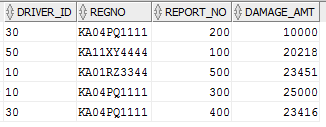 DRIVER_ID REGNO REPORT_NO DAMAGE_AMT
30 KA04PQ1111 200 10000
50 KA11XY4444 100 20218
10 KA01RZ3344 500 23451
10 KA04PQ1111 300 25000
30 KA04PQ1111 400 23416